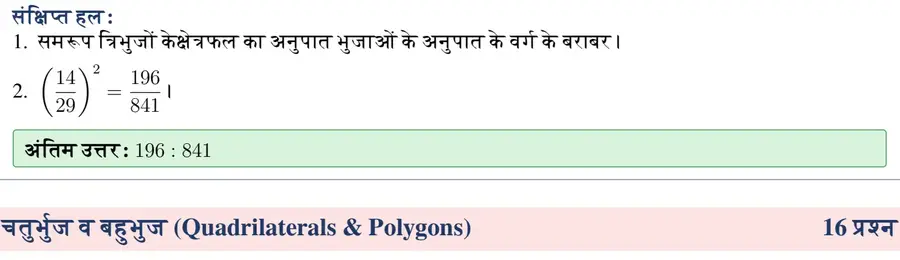 संक्षिप्त हल :
1. समरूप त्रिभुजों केक्षेत्रफल का अनुपात भुजाओं के अनुपात के वर्ग के बराबर।
2. (14/29)² = 196/841 ।
अंतिम उत्तर : 196 : 841
चतुर्भुज व बहुभुज (Quadrilaterals & Polygons) 16 प्रश्न